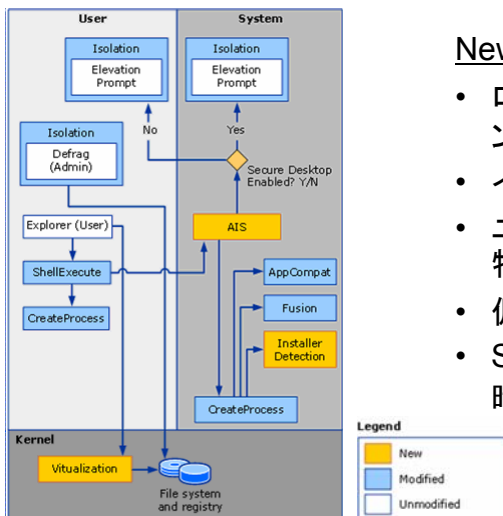 User
System
Isolation
Elevation
Prompt
Isolation
Elevation
Prompt
No
Yes
Isolation
Defrag
(Admin)
Secure Desktop
Enabled? Y/N
Explorer (User)
AIS
ShellExecute
AppCompat
CreateProcess
Fusion
Installer
Detection
CreateProcess
Kernel
Vitualization
File system
and registry
New
•
•
•
•
•
Legend
New
Modified
Unmodified